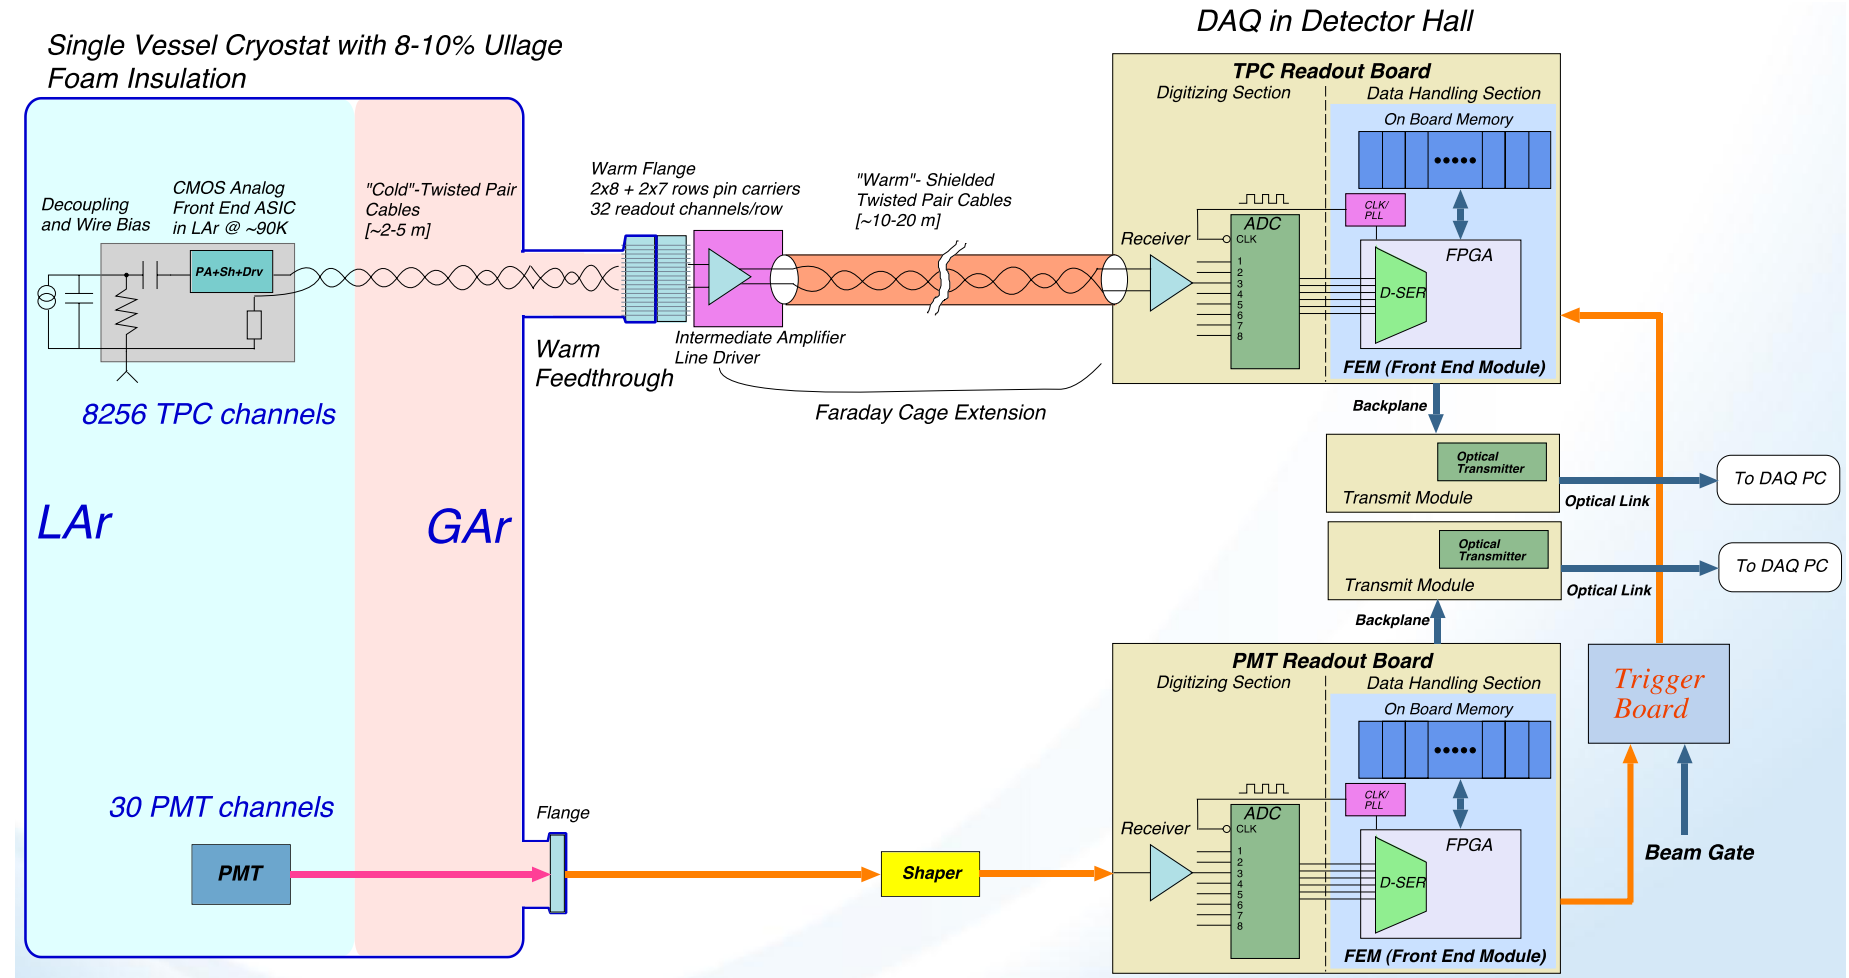 DAQ in Detector Hall
Single Vessel Cryostat with 8-10% Ullage
Foam Insulation
Decoupling
and Wire Bias
CMOS Analog
Front End ASIC
in LAr @ ~90K
PA+Sh+Drv
"Cold"-Twisted Pair
Cables
[~2-5 m]
8256 TPC channels
LAr
GAr
30 PMT channels
PMT
Warm Flange
2x8 + 2x7 rows pin carriers
32 readout channels/row
Warm
Feedthrough
Intermediate Amplifier
Line Driver
"Warm"- Shielded
Twisted Pair Cables
[~10-20 m]
Faraday Cage Extension
Flange
Shaper
TPC Readout Board
Digitizing Section
Data Handling Section
On Board Memory
CLK/
PLL
ADC
CLK
Receiver
1
2
3
4
5
6
7
8
FPGA
D-SER
FEM (Front End Module)
Backplane
Optical
Transmitter
Transmit Module
Optical Link
To DAQ PC
Optical
Transmitter
Transmit Module
Optical Link
To DAQ PC
Backplane
PMT Readout Board
Digitizing Section
Data Handling Section
On Board Memory
CLK/
PLL
ADC
CLK
Receiver
1
2
3
4
5
6
7
8
FPGA
D-SER
FEM (Front End Module)
Trigger
Board
Beam Gate